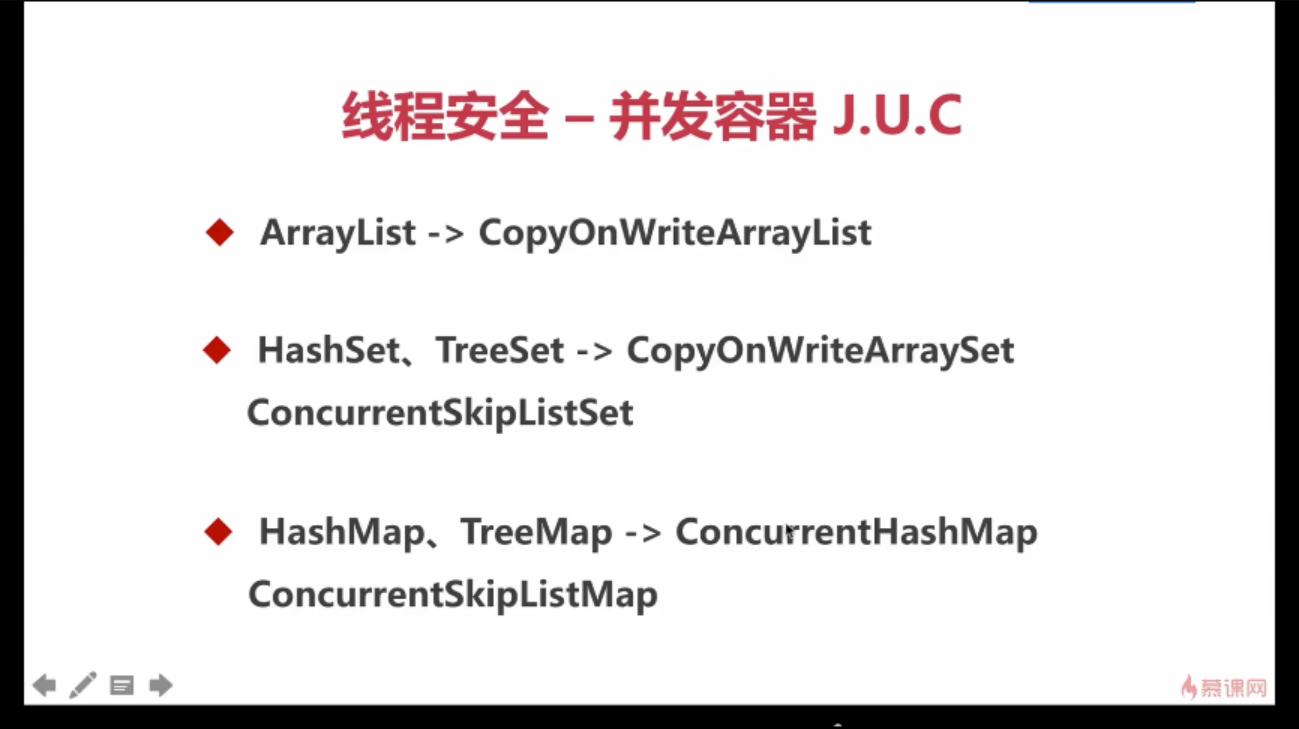 线程安全 – 并发容器 J.U.C
ArrayList -> CopyOnWriteArrayList
HashSet、TreeSet -> CopyOnWriteArraySet
ConcurrentSkipListSet
HashMap、TreeMap -> ConcurrentHashMap
ConcurrentSkipListMap
慕课网